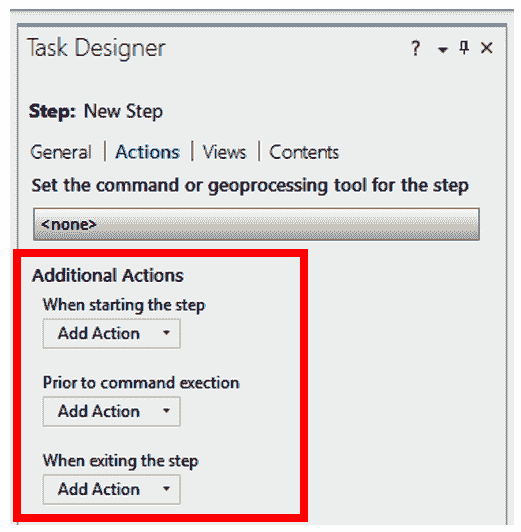 Task Designer ?
Step: New Step
General | Actions | Views | Contents
Set the command or geoprocessing tool for the step
<none>
Additional Actions
When starting the step
Add Action
Prior to command exection
Add Action
When exiting the step
Add Action